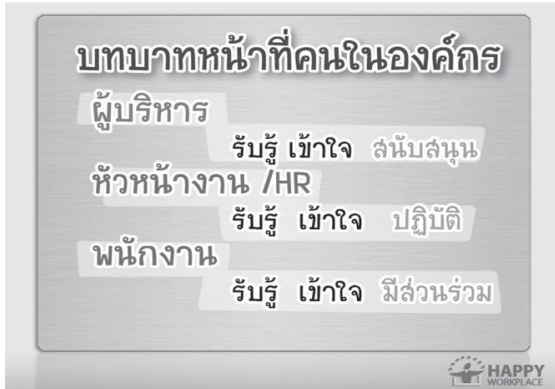 บทบาทหน้าที่คนในองค์กร
ผู้บริหาร
รับรู้ เข้าใจ สนับสนุน
หัวหน้างาน /HR
รับรู้ เข้าใจ ปฏิบัติ
พนักงาน
รับรู้ เข้าใจ มีส่วนร่วม
HAPPY
WORKPLACE